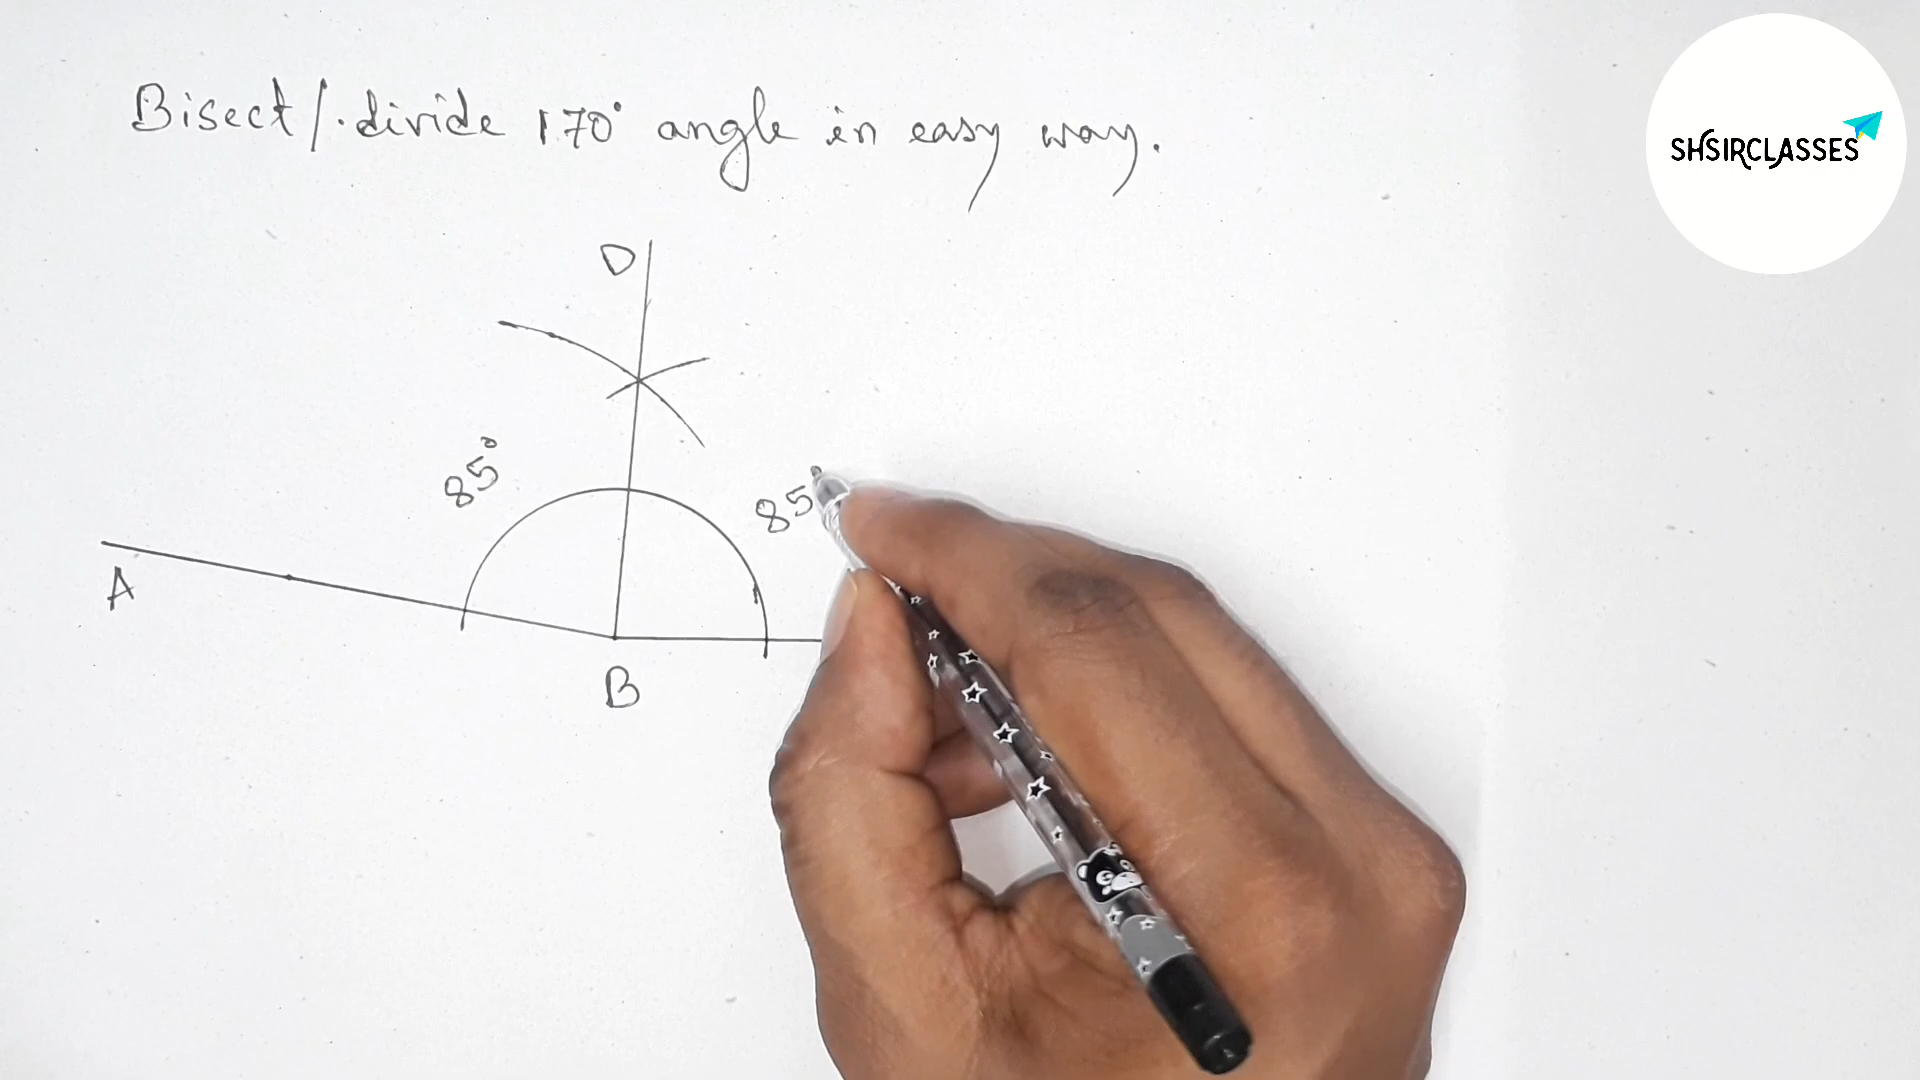 Bisect/.divide 170° angle in easy way.
SHSIRCLASSES
D
85°
85
A
B